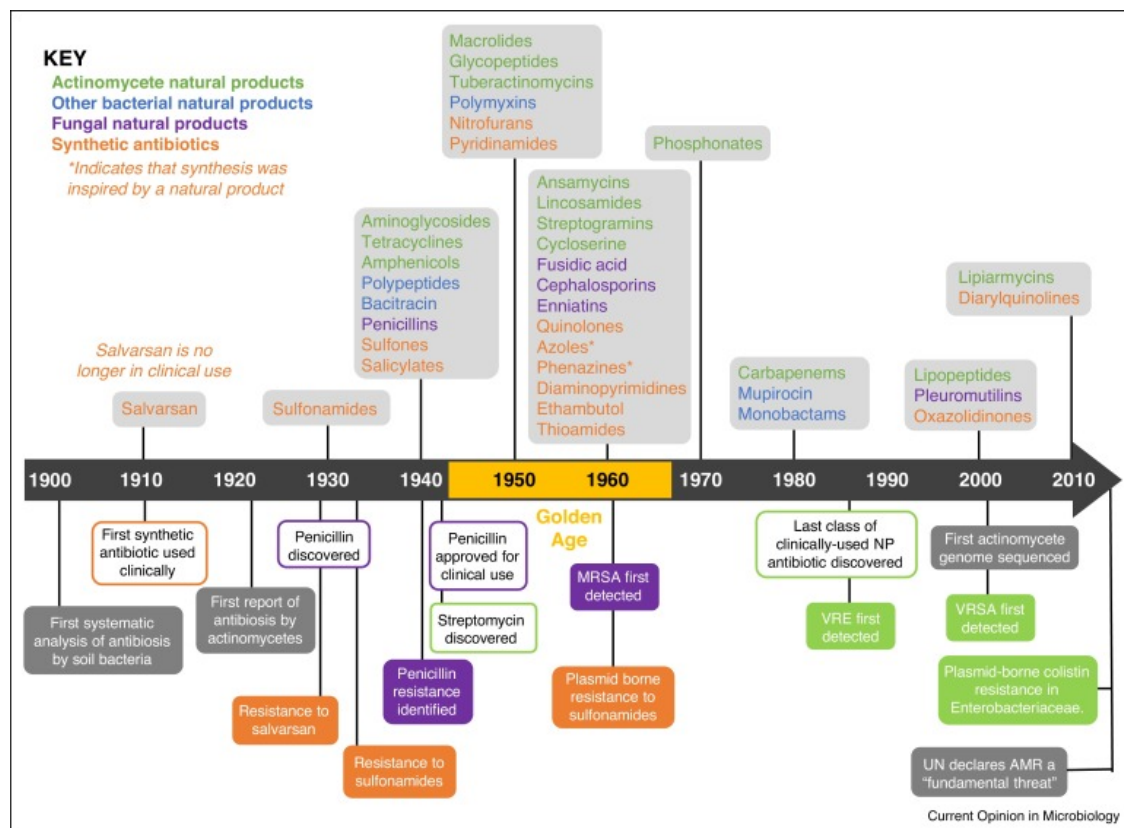 KEY
Actinomycete natural products
Other bacterial natural products
Fungal natural products
Synthetic antibiotics
*Indicates that synthesis was
inspired by a natural product
Macrolides
Glycopeptides
Tuberactinomycins
Polymyxins
Nitrofurans
Pyridinamides
Phosphonates
Ansamycins
Lincosamides
Streptogramins
Cycloserine
Fusidic acid
Cephalosporins
Enniatins
Quinolones
Azoles*
Phenazines*
Diaminopyrimidines
Ethambutol
Thioamides
Aminoglycosides
Tetracyclines
Amphenicols
Polypeptides
Bacitracin
Penicillins
Sulfones
Salicylates
Lipiarmycins
Diarylquinolines
Salvarsan is no
longer in clinical use
Salvarsan
Sulfonamides
Carbapenems
Mupirocin
Monobactams
Lipopeptides
Pleuromutilins
Oxazolidinones
1900 1910 1920 1930 1940 1950 1960 1970 1980 1990 2000 2010
Golden
Age
First synthetic
antibiotic used
clinically
Penicillin
discovered
Penicillin
approved for
clinical use
Last class of
clinically-used NP
antibiotic discovered
First actinomycete
genome sequenced
First systematic
analysis of antibiosis
by soil bacteria
First report of
antibiosis by
actinomycetes
Streptomycin
discovered
MRSA first
detected
VRE first
detected
VRSA first
detected
Penicillin
resistance
identified
Plasmid borne
resistance to
sulfonamides
Plasmid-borne colistin
resistance in
Enterobacteriaceae.
Resistance to
salvarsan
Resistance to
sulfonamides
UN declares AMR a
“fundamental threat”
Current Opinion in Microbiology